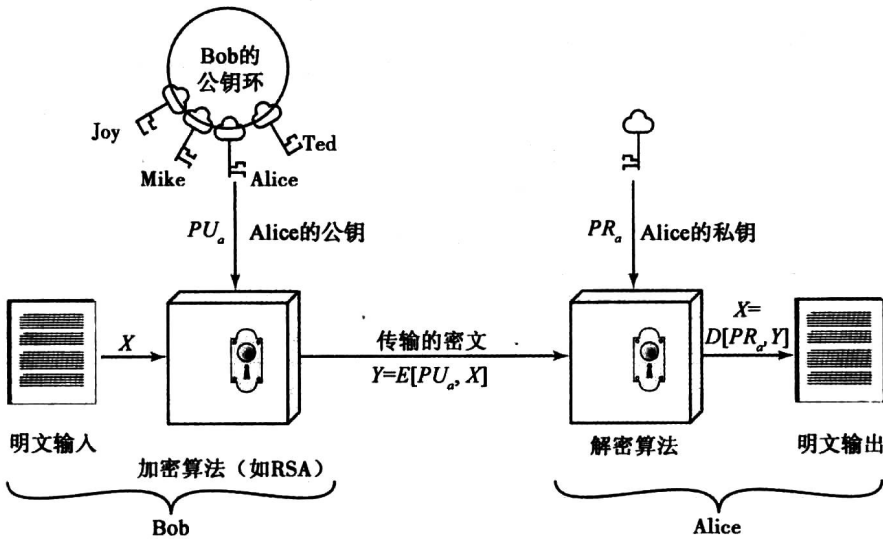 Bob的
公钥环
Joy
Mike
Alice
Ted
PUₐ
Alice的公钥
PRₐ
Alice的私钥
X
传输的密文
Y=E[PUₐ, X]
X=
D[PRₐ,Y]
明文输入
加密算法（如RSA）
解密算法
明文输出
Bob
Alice